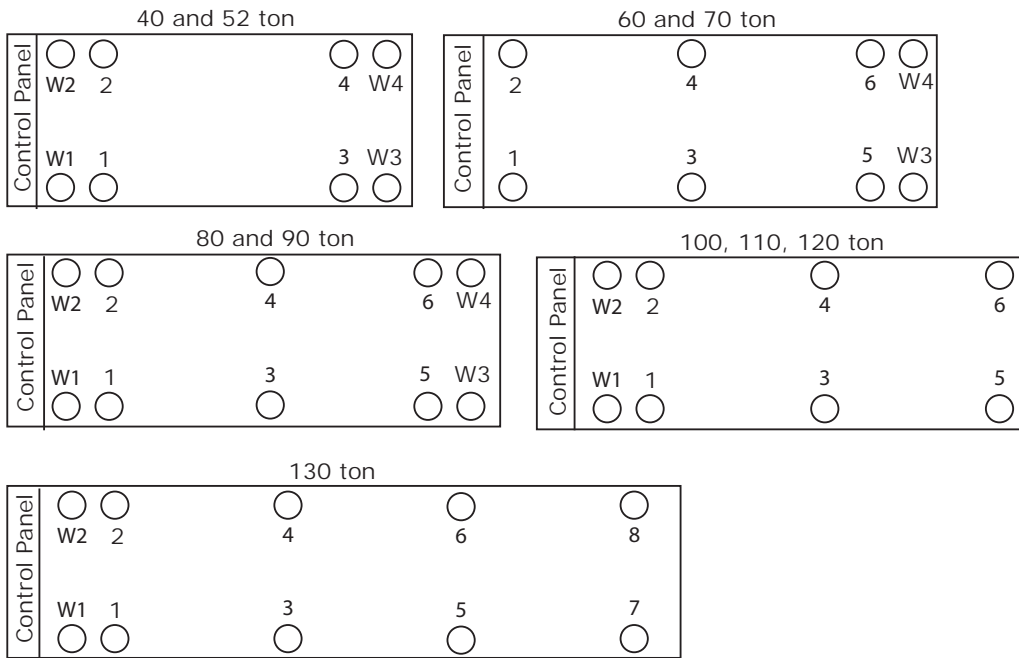 40 and 52 ton
Control Panel
W2 2 4 W4
W1 1 3 W3
60 and 70 ton
Control Panel
2 4 6 W4
1 3 5 W3
80 and 90 ton
Control Panel
W2 2 4 6 W4
W1 1 3 5 W3
100, 110, 120 ton
Control Panel
W2 2 4 6
W1 1 3 5
130 ton
Control Panel
W2 2 4 6 8
W1 1 3 5 7